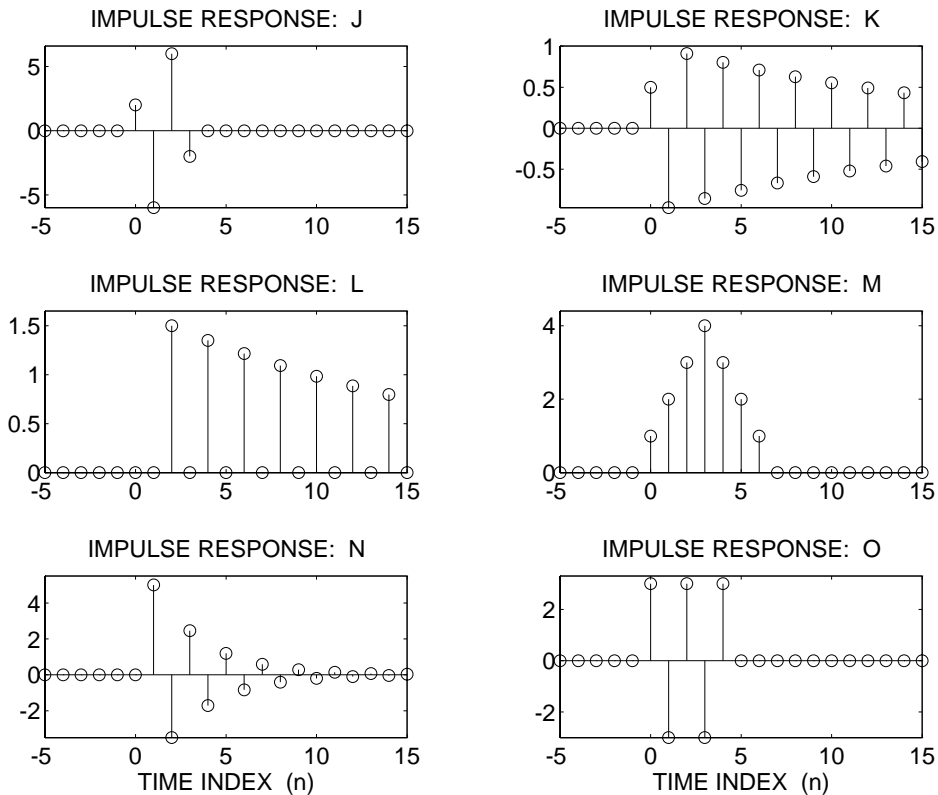 IMPULSE RESPONSE: J
5
0
-5
-5 0 5 10 15
IMPULSE RESPONSE: K
1
0.5
0
-0.5
-5 0 5 10 15
IMPULSE RESPONSE: L
1.5
1
0.5
0
-5 0 5 10 15
IMPULSE RESPONSE: M
4
2
0
-5 0 5 10 15
IMPULSE RESPONSE: N
4
2
0
-2
-5 0 5 10 15
TIME INDEX (n)
IMPULSE RESPONSE: O
2
0
-2
-5 0 5 10 15
TIME INDEX (n)